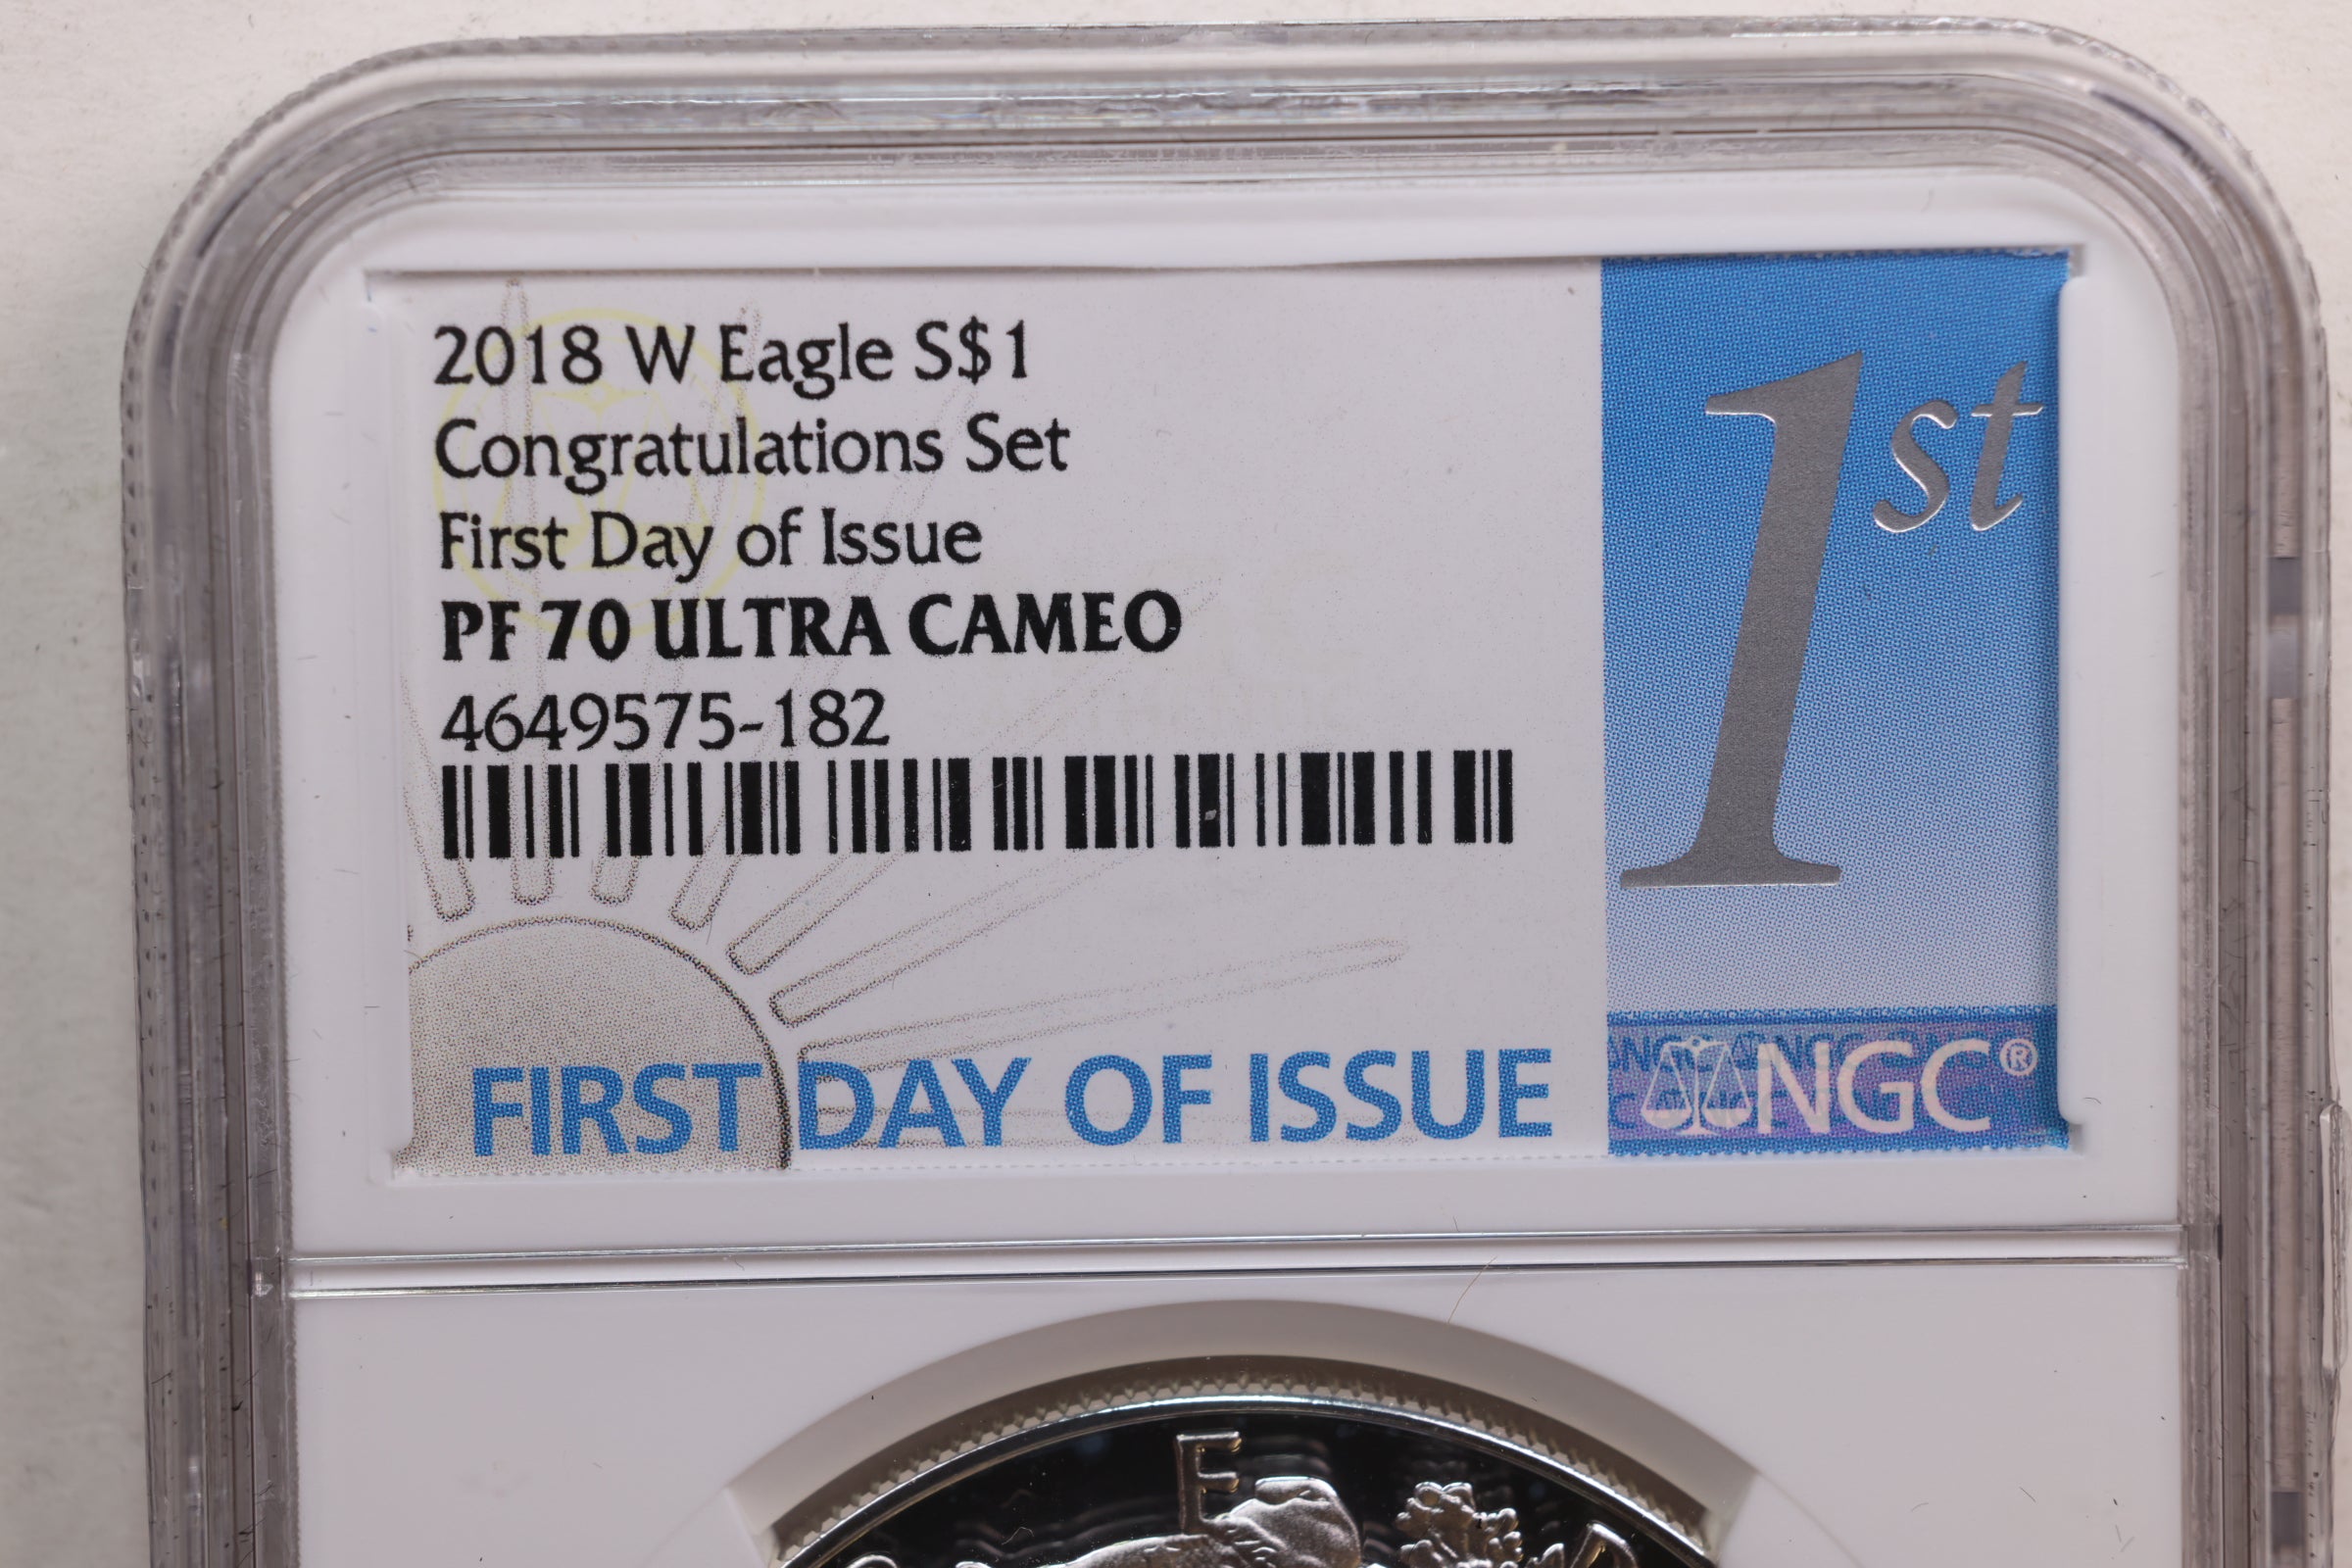 2018 W Eagle S$1
Congratulations Set
First Day of Issue
PF 70 ULTRA CAMEO
4649575-182
FIRST DAY OF ISSUE
1st
NGC®
E